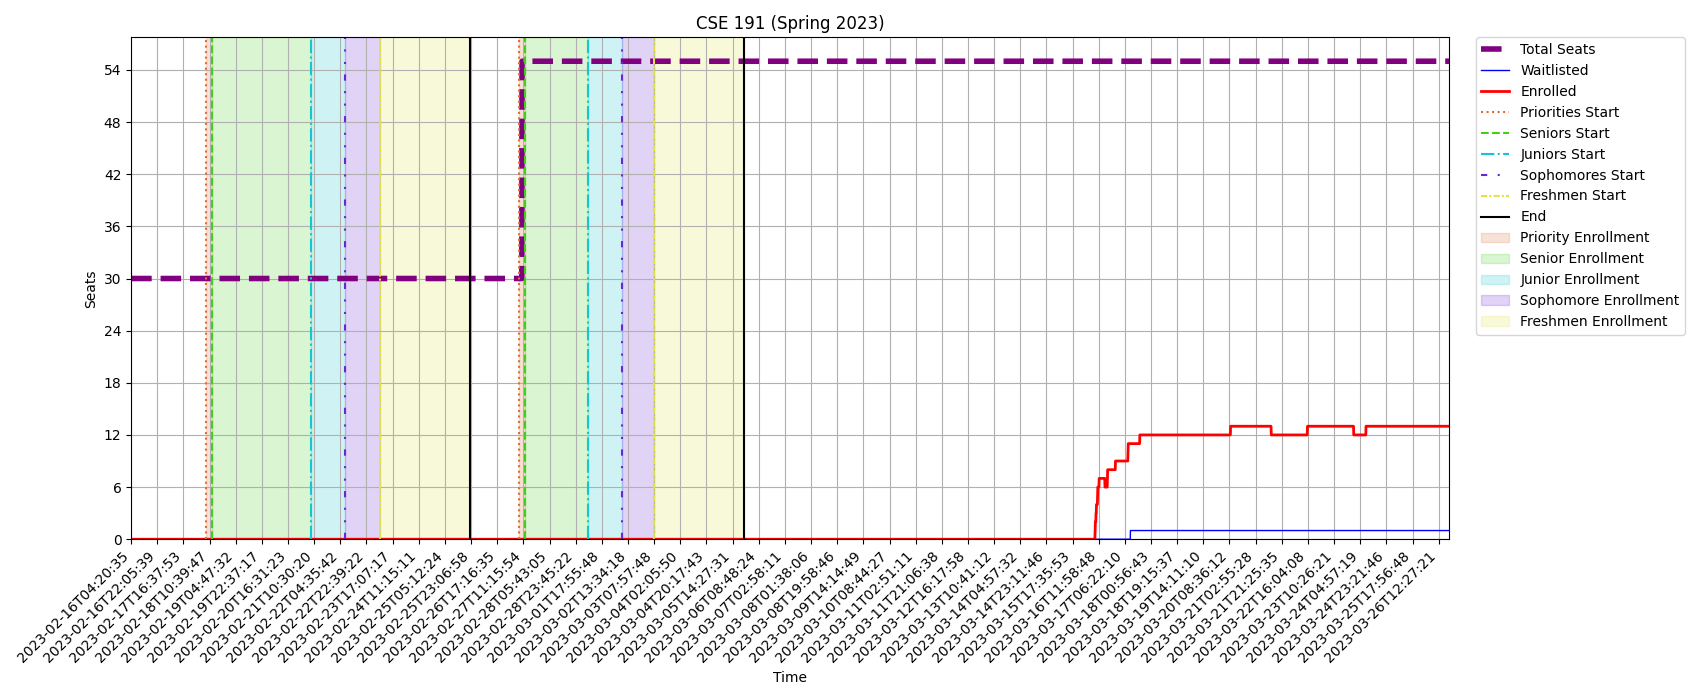 CSE 191 (Spring 2023)
Seats
54
48
42
36
30
24
18
12
6
0
2023-02-16T04:20:35
2023-02-16T22:05:39
2023-02-17T16:37:53
2023-02-18T10:39:47
2023-02-19T04:47:32
2023-02-19T22:37:17
2023-02-20T16:31:23
2023-02-21T10:30:20
2023-02-22T04:35:42
2023-02-22T22:39:22
2023-02-23T17:07:17
2023-02-24T11:15:11
2023-02-25T05:12:24
2023-02-25T23:06:58
2023-02-26T17:16:35
2023-02-27T11:15:54
2023-02-28T05:43:05
2023-02-28T23:45:22
2023-03-01T17:55:48
2023-03-02T13:34:18
2023-03-03T07:57:48
2023-03-04T02:05:50
2023-03-04T20:17:43
2023-03-05T14:27:31
2023-03-06T08:48:24
2023-03-07T02:58:11
2023-03-08T01:38:06
2023-03-08T19:58:46
2023-03-09T14:14:49
2023-03-10T08:44:27
2023-03-11T02:51:11
2023-03-11T21:06:38
2023-03-12T16:17:58
2023-03-13T10:41:12
2023-03-14T04:57:32
2023-03-14T23:11:46
2023-03-15T17:35:53
2023-03-16T11:58:48
2023-03-17T06:22:10
2023-03-18T00:56:43
2023-03-18T19:15:37
2023-03-19T14:11:10
2023-03-20T08:36:12
2023-03-21T02:55:28
2023-03-21T21:25:35
2023-03-22T16:04:08
2023-03-23T10:26:21
2023-03-24T04:57:19
2023-03-24T23:21:46
2023-03-25T17:56:48
2023-03-26T12:27:21
Time
Total Seats
Waitlisted
Enrolled
Priorities Start
Seniors Start
Juniors Start
Sophomores Start
Freshmen Start
End
Priority Enrollment
Senior Enrollment
Junior Enrollment
Sophomore Enrollment
Freshmen Enrollment